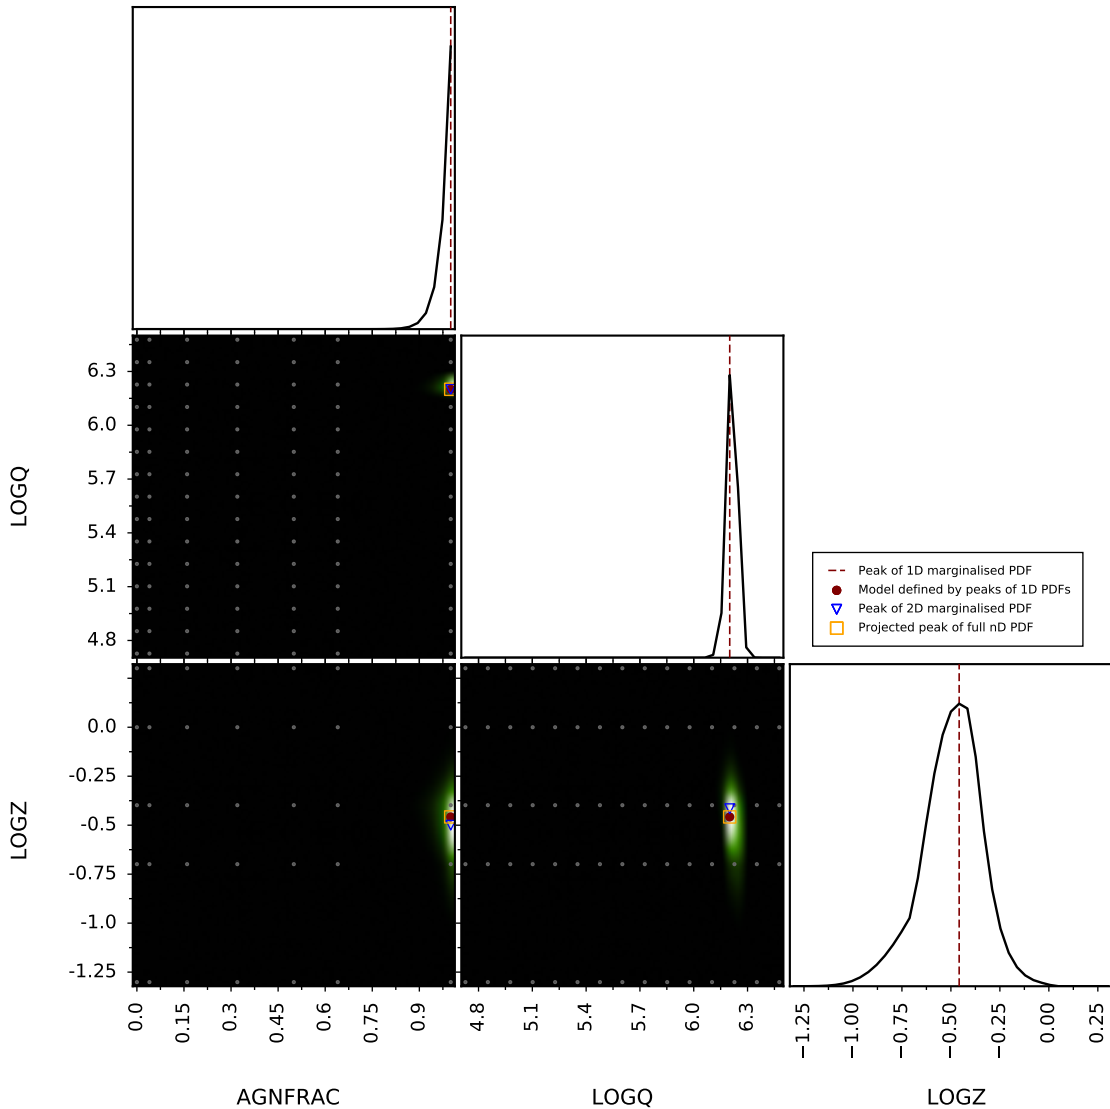 6.3
6.0
5.7
5.4
5.1
4.8
LOGQ
Peak of 1D marginalised PDF
Model defined by peaks of 1D PDFs
Peak of 2D marginalised PDF
Projected peak of full nD PDF
0.0
-0.25
-0.5
-0.75
-1.0
-1.25
LOGZ
0.0 0.15 0.3 0.45 0.6 0.75 0.9
4.8 5.1 5.4 5.7 6.0 6.3
−1.25 −1.00 −0.75 −0.50 −0.25 0.00 0.25
AGNFRAC LOGQ LOGZ